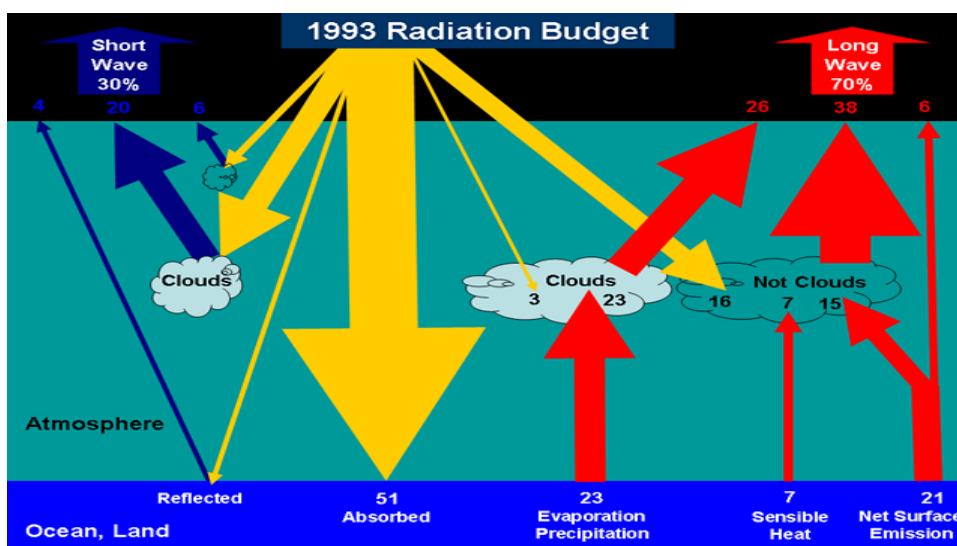 1993 Radiation Budget
Short
Wave
30%
Long
Wave
70%
4
20
6
26
38
6
Clouds
Clouds
3
23
Not Clouds
16
7
15
Atmosphere
Reflected
51
Absorbed
23
Evaporation
Precipitation
7
Sensible
Heat
21
Net Surface
Emission
Ocean, Land